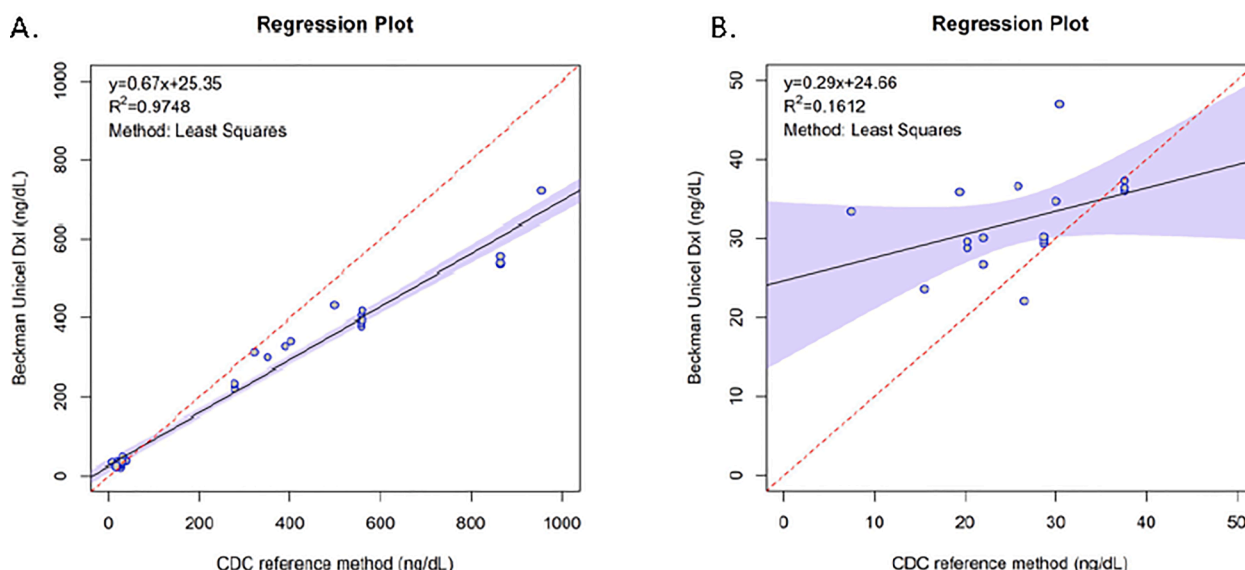 A.
Regression Plot
y=0.67x+25.35
R²=0.9748
Method: Least Squares
1000
800
600
400
200
0
Beckman Unicel DxI (ng/dL)
0 200 400 600 800 1000
CDC reference method (ng/dL)
B.
Regression Plot
y=0.29x+24.66
R²=0.1612
Method: Least Squares
50
40
30
20
10
0
Beckman Unicel DxI (ng/dL)
0 10 20 30 40 50
CDC reference method (ng/dL)